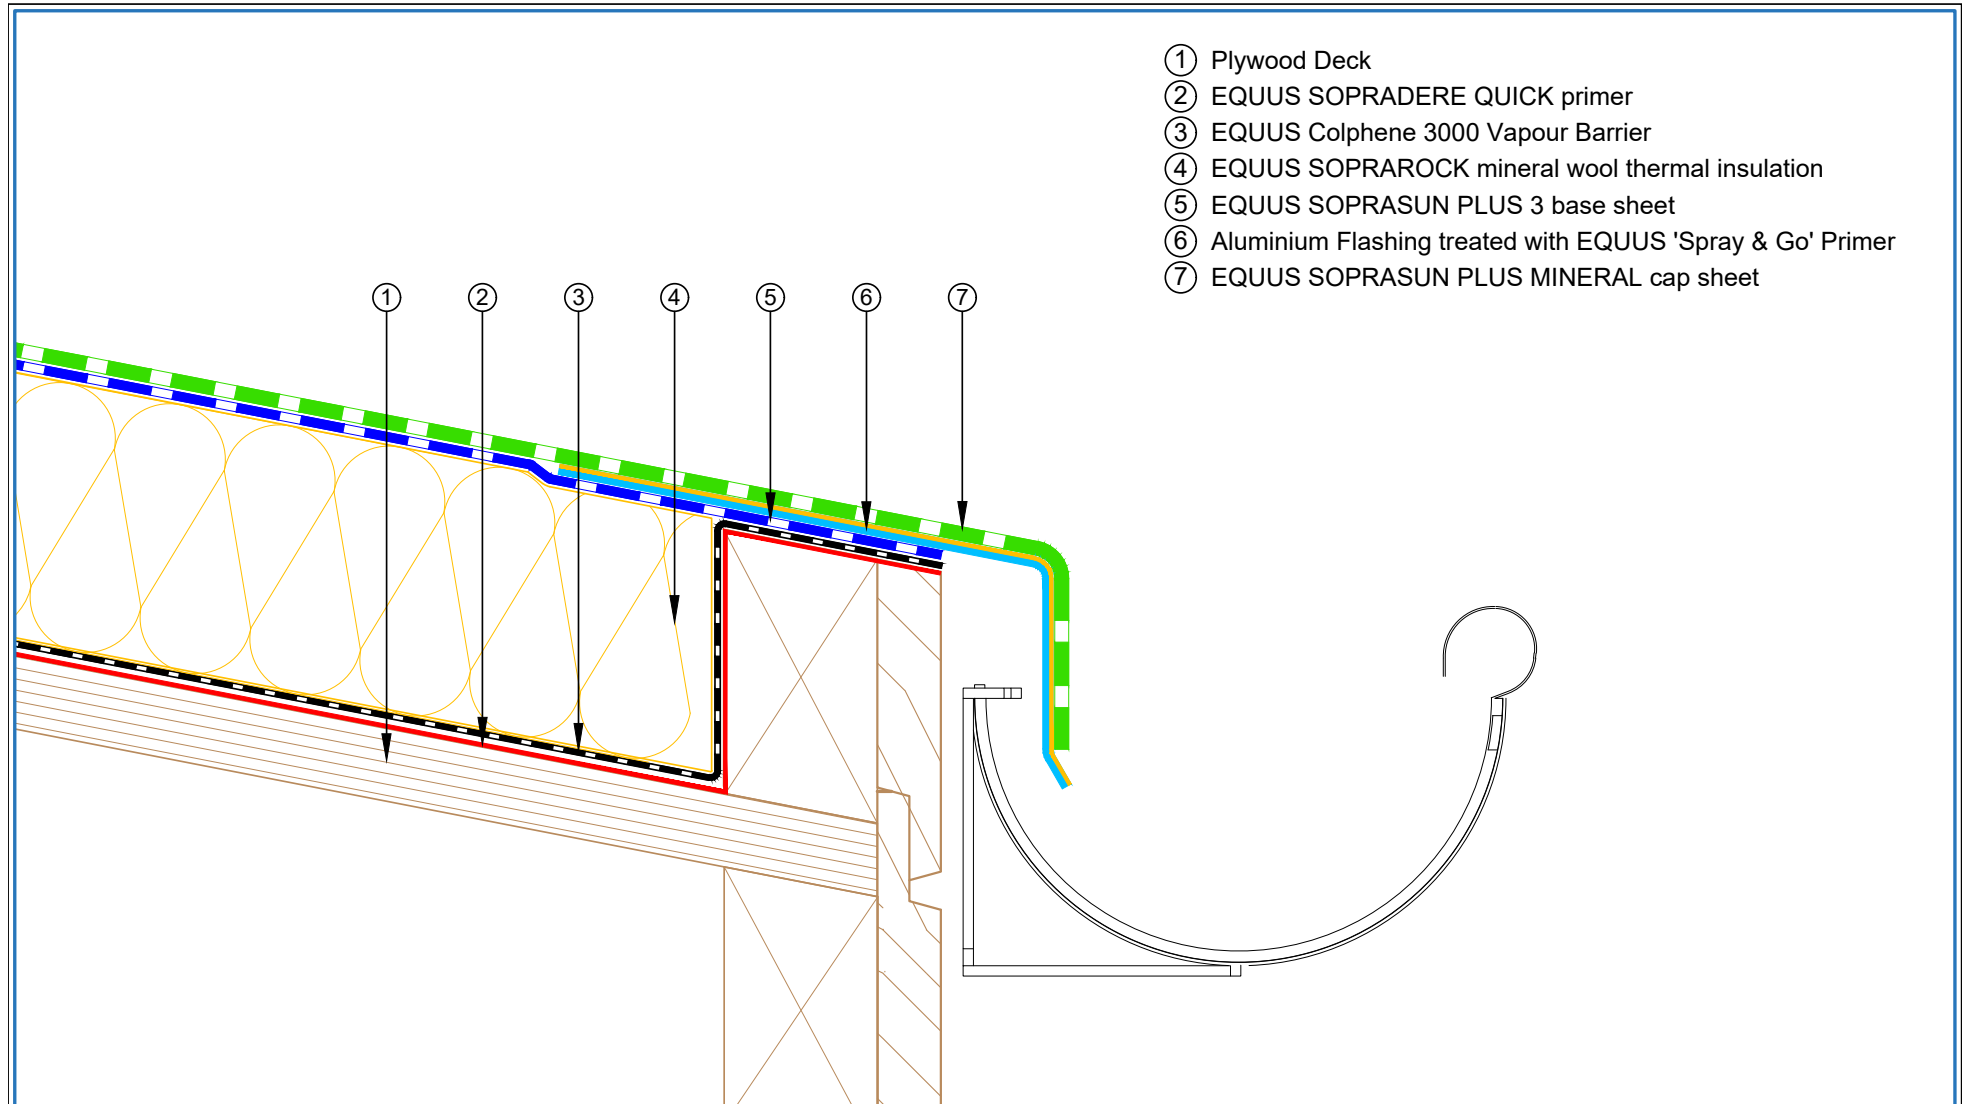 ① Plywood Deck
② EQUUS SOPRADERE QUICK primer
③ EQUUS Colphene 3000 Vapour Barrier
④ EQUUS SOPRAROCK mineral wool thermal insulation
⑤ EQUUS SOPRASUN PLUS 3 base sheet
⑥ Aluminium Flashing treated with EQUUS 'Spray & Go' Primer
⑦ EQUUS SOPRASUN PLUS MINERAL cap sheet
① ② ③ ④ ⑤ ⑥ ⑦